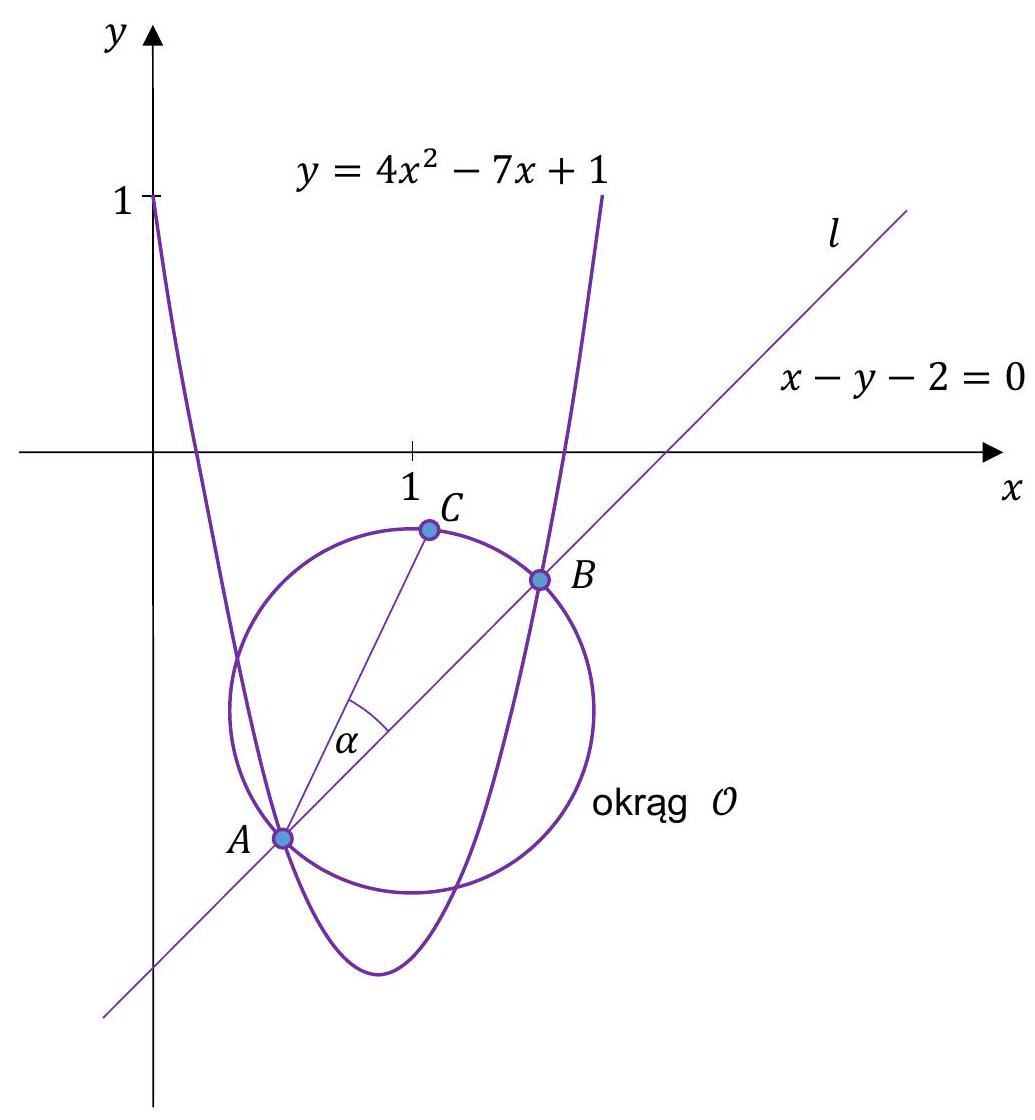 y
y = 4x² − 7x + 1
1
l
x − y − 2 = 0
1
x
C
B
α
okrąg 𝒪
A